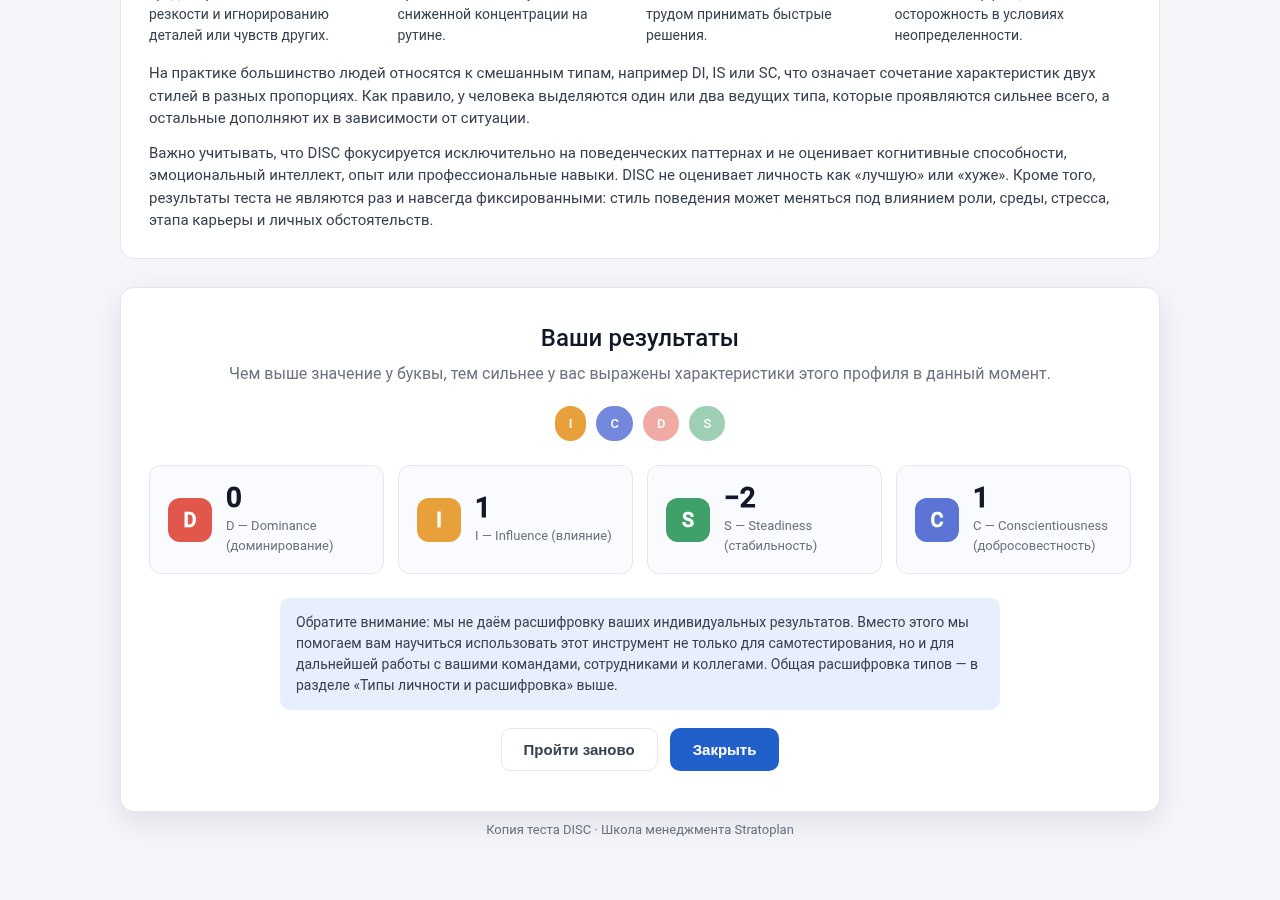 резкости и игнорированию
деталей или чувств других.
сниженной концентрации на
рутине.
трудом принимать быстрые
решения.
осторожность в условиях
неопределенности.
На практике большинство людей относятся к смешанным типам, например DI, IS или SC, что означает сочетание характеристик двух
стилей в разных пропорциях. Как правило, у человека выделяются один или два ведущих типа, которые проявляются сильнее всего, а
остальные дополняют их в зависимости от ситуации.
Важно учитывать, что DISC фокусируется исключительно на поведенческих паттернах и не оценивает когнитивные способности,
эмоциональный интеллект, опыт или профессиональные навыки. DISC не оценивает личность как «лучшую» или «хуже». Кроме того,
результаты теста не являются раз и навсегда фиксированными: стиль поведения может меняться под влиянием роли, среды, стресса,
этапа карьеры и личных обстоятельств.
Ваши результаты
Чем выше значение у буквы, тем сильнее у вас выражены характеристики этого профиля в данный момент.
I C D S
D
0
D — Dominance
(доминирование)
I
1
I — Influence (влияние)
S
−2
S — Steadiness
(стабильность)
C
1
C — Conscientiousness
(добросовестность)
Обратите внимание: мы не даём расшифровку ваших индивидуальных результатов. Вместо этого мы
помогаем вам научиться использовать этот инструмент не только для самотестирования, но и для
дальнейшей работы с вашими командами, сотрудниками и коллегами. Общая расшифровка типов — в
разделе «Типы личности и расшифровка» выше.
Пройти заново
Закрыть
Копия теста DISC · Школа менеджмента Stratoplan